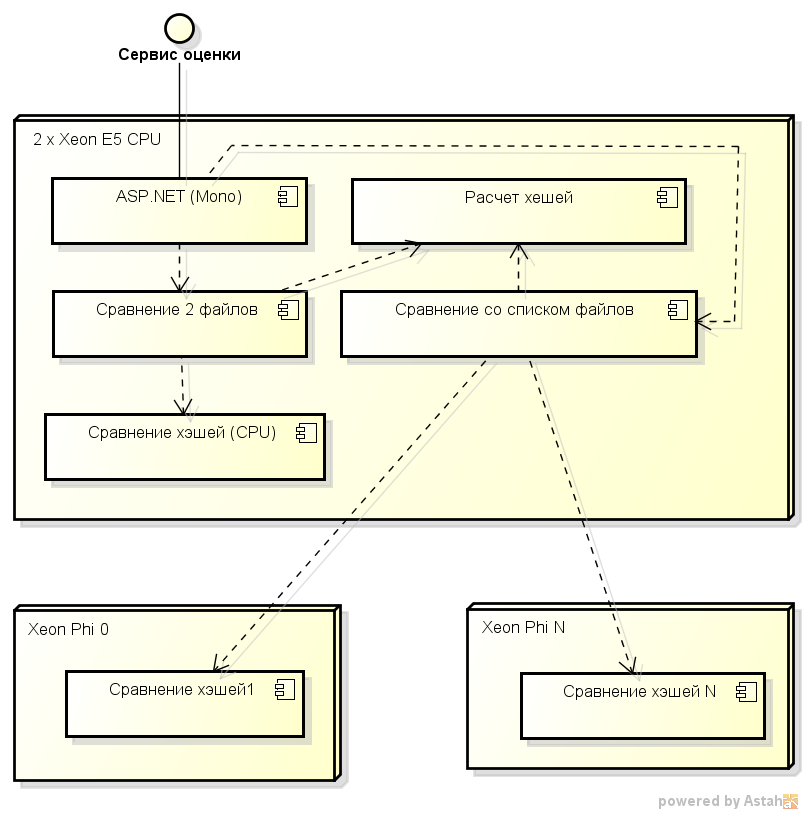 Сервис оценки
2 x Xeon E5 CPU
ASP.NET (Mono)
Расчет хешей
Сравнение 2 файлов
Сравнение со списком файлов
Сравнение хэшей (CPU)
Xeon Phi 0
Xeon Phi N
Сравнение хэшей1
Сравнение хэшей N
powered by Astah